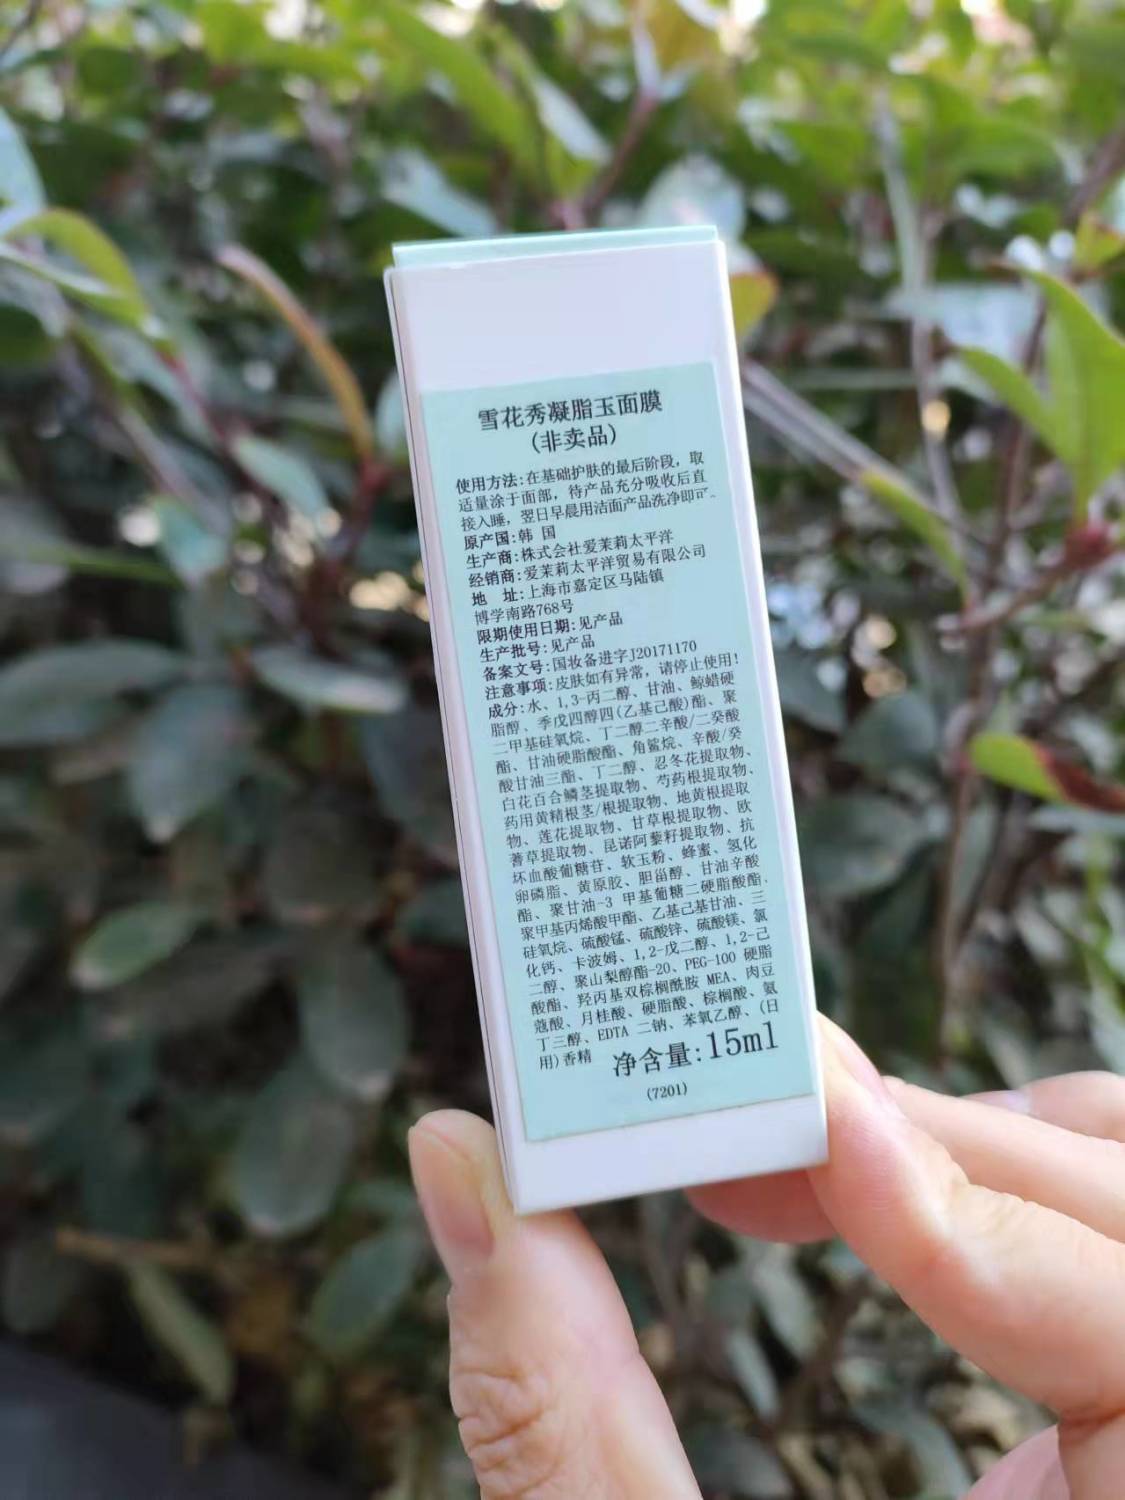 雪花秀凝脂玉面膜
(非卖品)
使用方法:在基础护肤的最后阶段，取
适量涂于面部，待产品充分吸收后直
接入睡，翌日早晨用洁面产品洗净即可。
原产国:韩 国
生产商:株式会社爱茉莉太平洋
经销商:爱茉莉太平洋贸易有限公司
地 址:上海市嘉定区马陆镇
博学南路768号
限期使用日期:见产品
生产批号:见产品
备案文号:国妆备进字J20171170
注意事项:皮肤如有异常，请停止使用!
成分:水、1,3-丙二醇、甘油、鲸蜡硬
脂醇、季戊四醇四(乙基己酸)酯、聚
二甲基硅氧烷、丁二醇二辛酸/二癸酸
酯、甘油硬脂酸酯、角鲨烷、辛酸/癸
酸甘油三酯、丁二醇、忍冬花提取物、
白花百合鳞茎提取物、芍药根提取物、
药用黄精根茎/根提取物、地黄根提取
物、莲花提取物、甘草根提取物、欧
蓍草提取物、昆诺阿藜籽提取物、抗
坏血酸葡糖苷、软玉粉、蜂蜜、氢化
卵磷脂、黄原胶、胆甾醇、甘油辛酸
酯、聚甘油-3 甲基葡糖二硬脂酸酯、
聚甲基丙烯酸甲酯、乙基己基甘油、三
硅氧烷、硫酸锰、硫酸锌、硫酸镁、氯
化钙、卡波姆、1,2-戊二醇、1,2-己
二醇、聚山梨醇酯-20、PEG-100 硬脂
酸酯、羟丙基双棕榈酰胺 MEA、肉豆
蔻酸、月桂酸、硬脂酸、棕榈酸、氨
丁三醇、EDTA 二钠、苯氧乙醇、(日
用)香精
净含量:15ml
(7201)